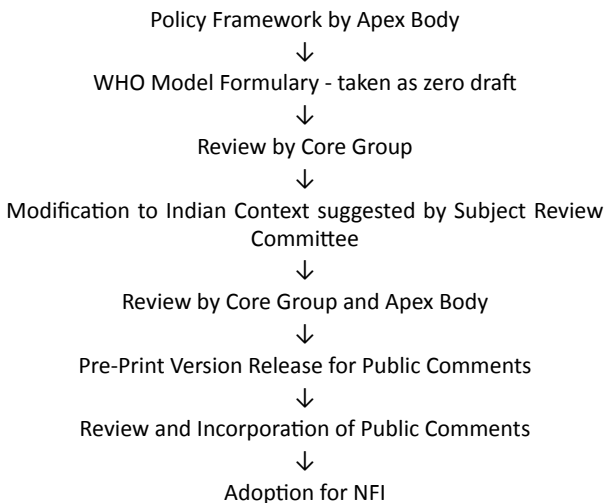 Policy Framework by Apex Body
↓
WHO Model Formulary - taken as zero draft
↓
Review by Core Group
↓
Modification to Indian Context suggested by Subject Review
Committee
↓
Review by Core Group and Apex Body
↓
Pre-Print Version Release for Public Comments
↓
Review and Incorporation of Public Comments
↓
Adoption for NFI